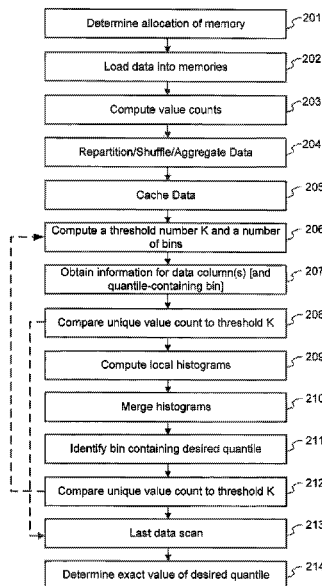 Determine allocation of memory 201
Load data into memories 202
Compute value counts 203
Repartition/Shuffle/Aggregate Data 204
Cache Data 205
Compute a threshold number K and a number of bins 206
Obtain information for data column(s) [and quantile-containing bin] 207
Compare unique value count to threshold K 208
Compute local histograms 209
Merge histograms 210
Identify bin containing desired quantile 211
Compare unique value count to threshold K 212
Last data scan 213
Determine exact value of desired quantile 214